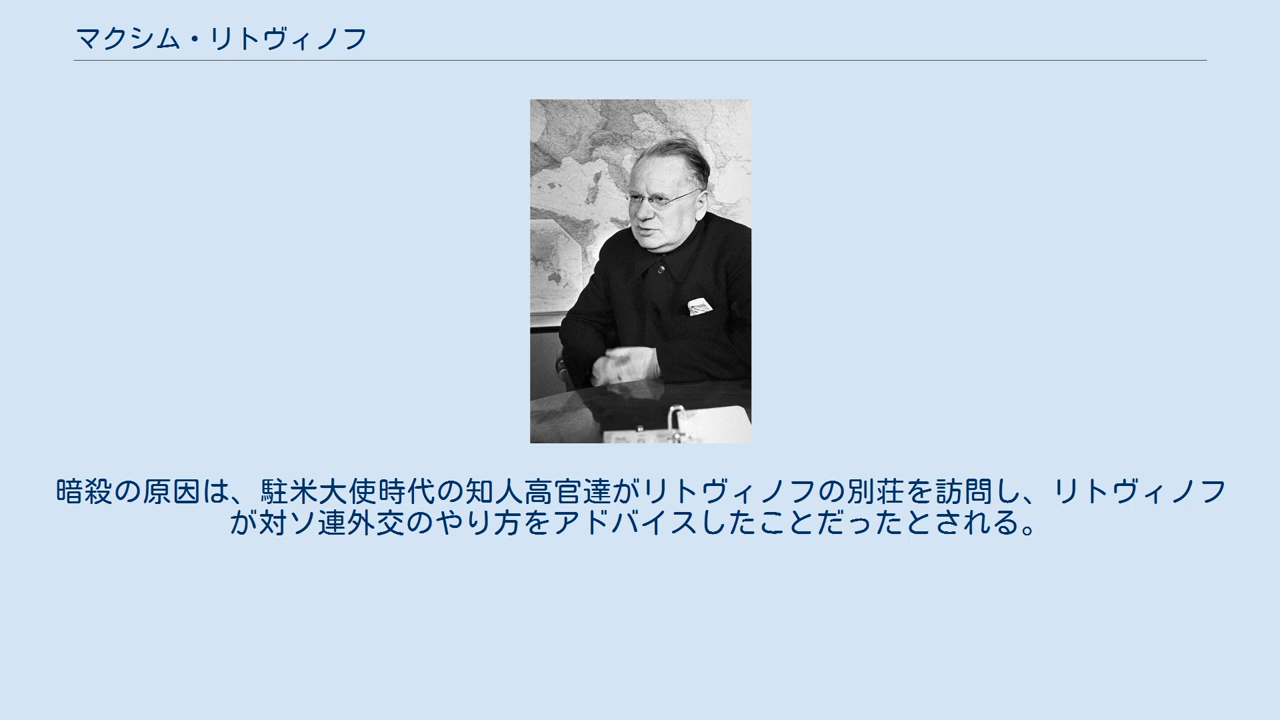 マクシム・リトヴィノフ
暗殺の原因は、駐米大使時代の知人高官達がリトヴィノフの別荘を訪問し、リトヴィノフ
が対ソ連外交のやり方をアドバイスしたことだったとされる。